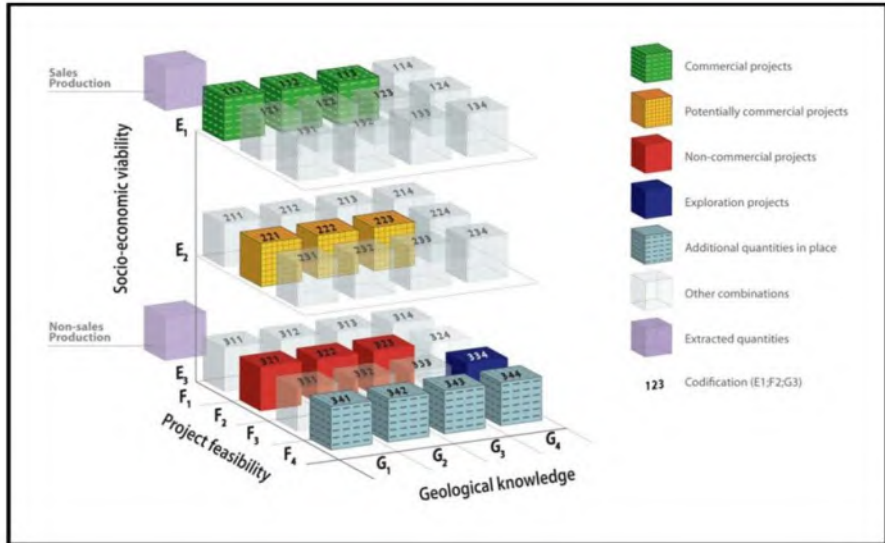 Sales
Production
Non-sales
Production
Socio-economic viability
E₁
E₂
E₃
111 112 113 114
122 123 124
131 132 133 134
211 212 213 214
221 222 223 224
231 232 233 234
311 312 313 314
321 322 323 324
331 332 333 334
341 342 343 344
F₁
F₂
F₃
F₄
Project feasibility
G₁
G₂
G₃
G₄
Geological knowledge
Commercial projects
Potentially commercial projects
Non-commercial projects
Exploration projects
Additional quantities in place
Other combinations
Extracted quantities
123 Codification (E1;F2;G3)